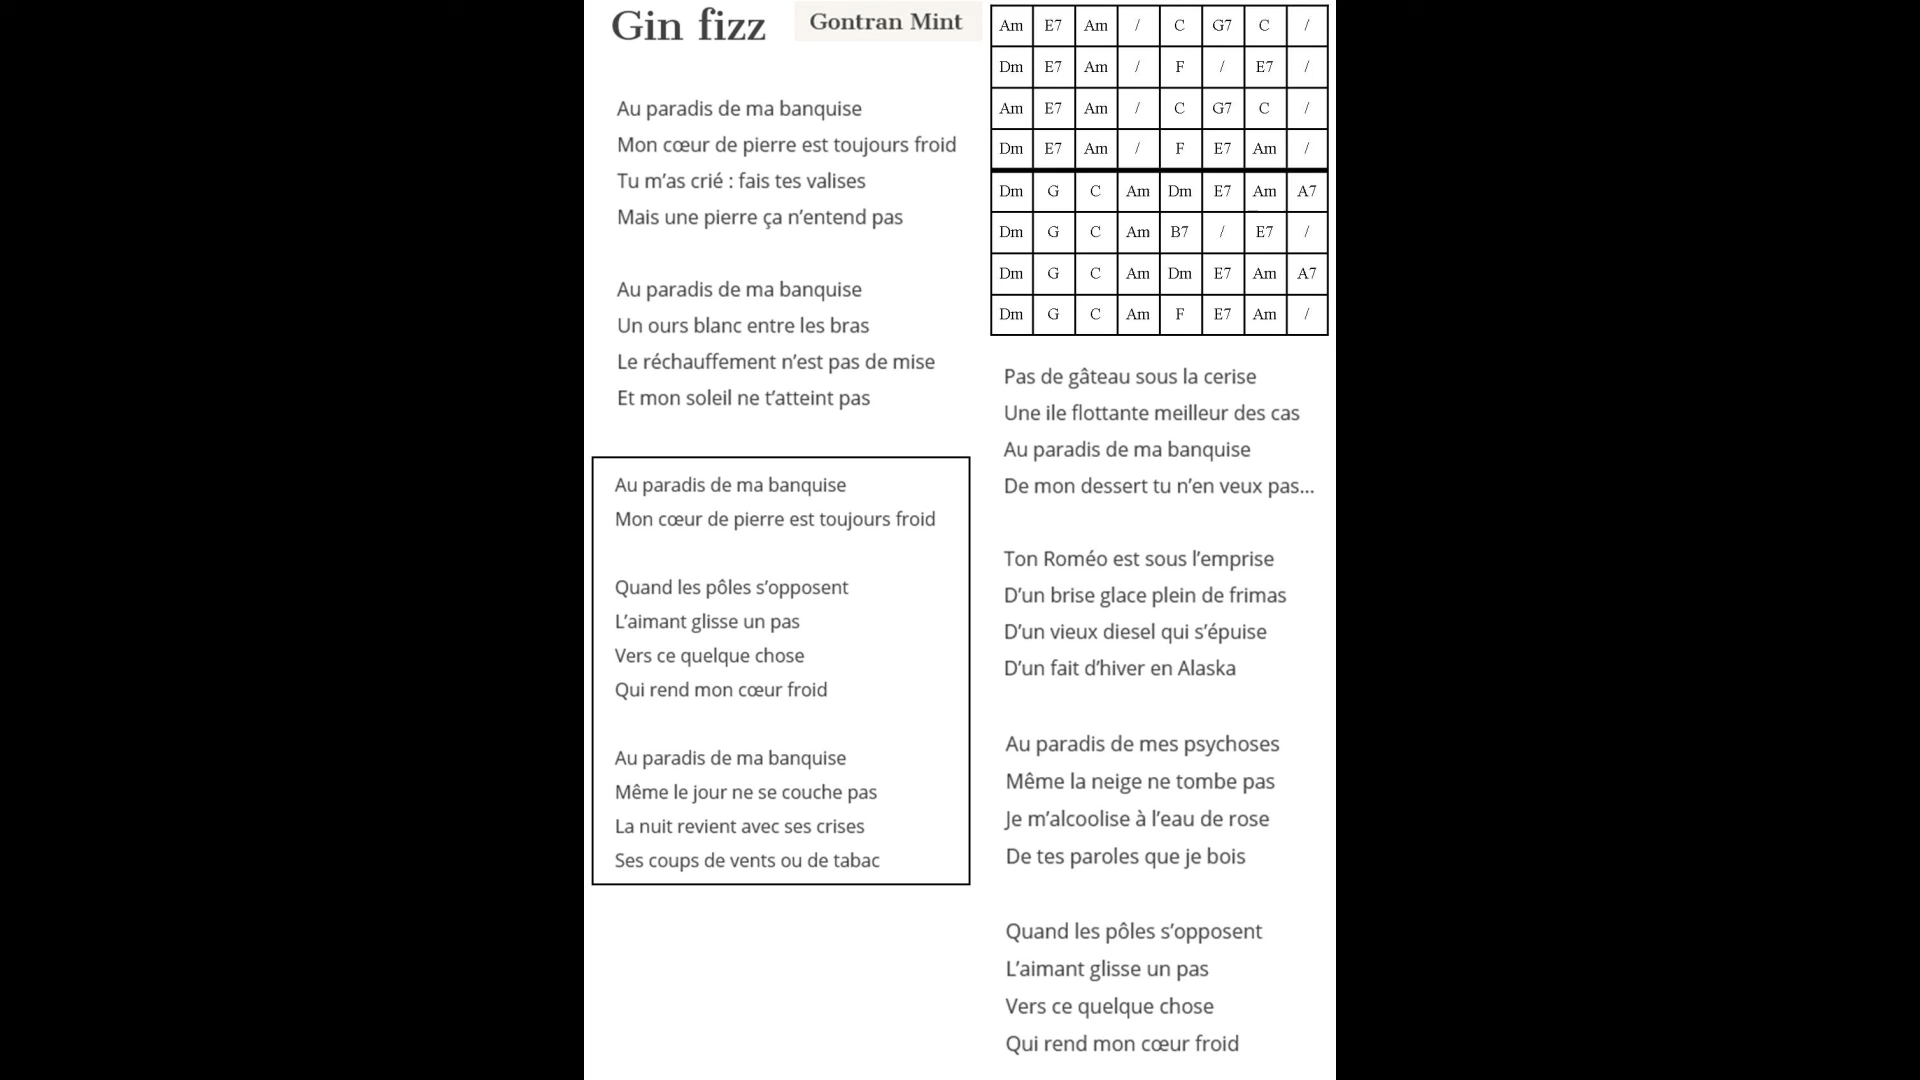 Gin fizz
Gontran Mint
Au paradis de ma banquise
Mon cœur de pierre est toujours froid
Tu m'as crié : fais tes valises
Mais une pierre ça n'entend pas
Au paradis de ma banquise
Un ours blanc entre les bras
Le réchauffement n'est pas de mise
Et mon soleil ne t'atteint pas
Au paradis de ma banquise
Mon cœur de pierre est toujours froid
Quand les pôles s'opposent
L'aimant glisse un pas
Vers ce quelque chose
Qui rend mon cœur froid
Au paradis de ma banquise
Même le jour ne se couche pas
La nuit revient avec ses crises
Ses coups de vents ou de tabac
Am E7 Am / C G7 C /
Dm E7 Am / F / E7 /
Am E7 Am / C G7 C /
Dm E7 Am / F E7 Am /
Dm G C Am Dm E7 Am A7
Dm G C Am B7 / E7 /
Dm G C Am Dm E7 Am A7
Dm G C Am F E7 Am /
Pas de gâteau sous la cerise
Une ile flottante meilleur des cas
Au paradis de ma banquise
De mon dessert tu n'en veux pas...
Ton Roméo est sous l'emprise
D'un brise glace plein de frimas
D'un vieux diesel qui s'épuise
D'un fait d'hiver en Alaska
Au paradis de mes psychoses
Même la neige ne tombe pas
Je m'alcoolise à l'eau de rose
De tes paroles que je bois
Quand les pôles s'opposent
L'aimant glisse un pas
Vers ce quelque chose
Qui rend mon cœur froid